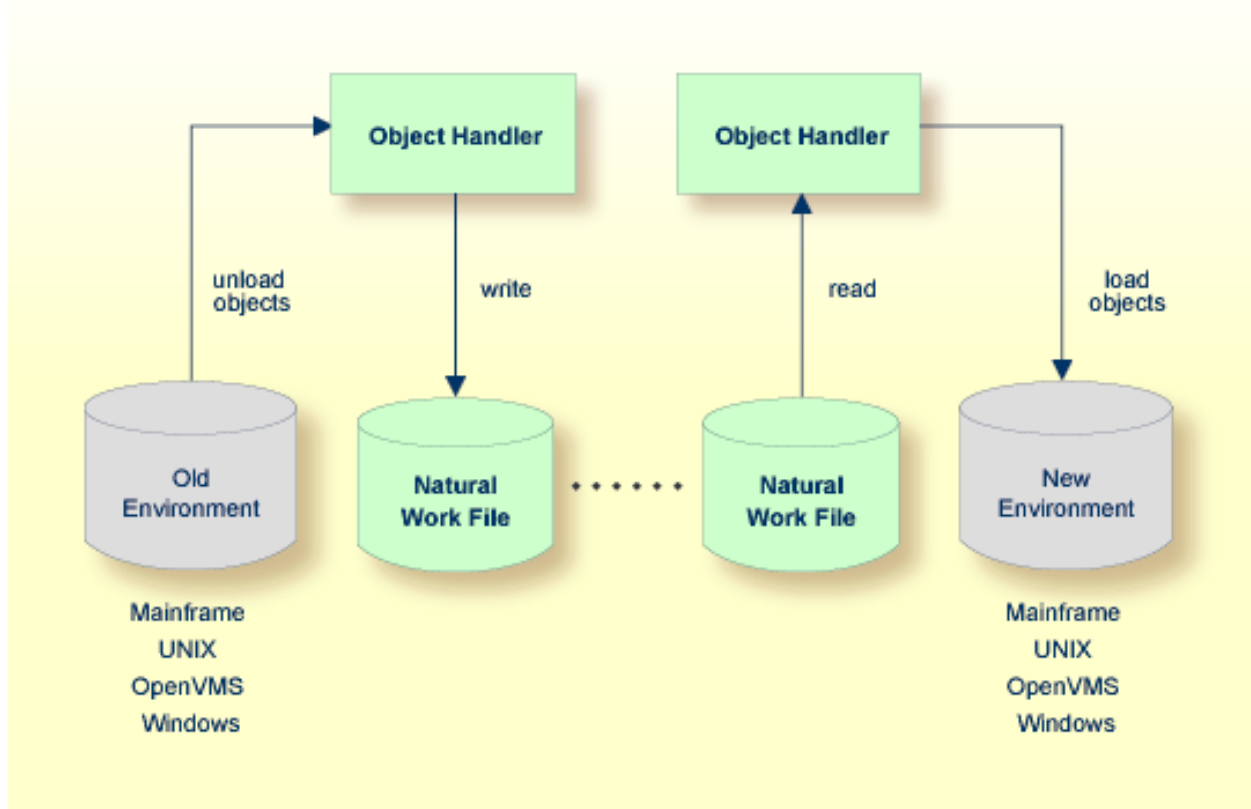 Object Handler
Object Handler
unload
objects
write
read
load
objects
Old
Environment
Natural
Work File
Natural
Work File
New
Environment
Mainframe
UNIX
OpenVMS
Windows
Mainframe
UNIX
OpenVMS
Windows